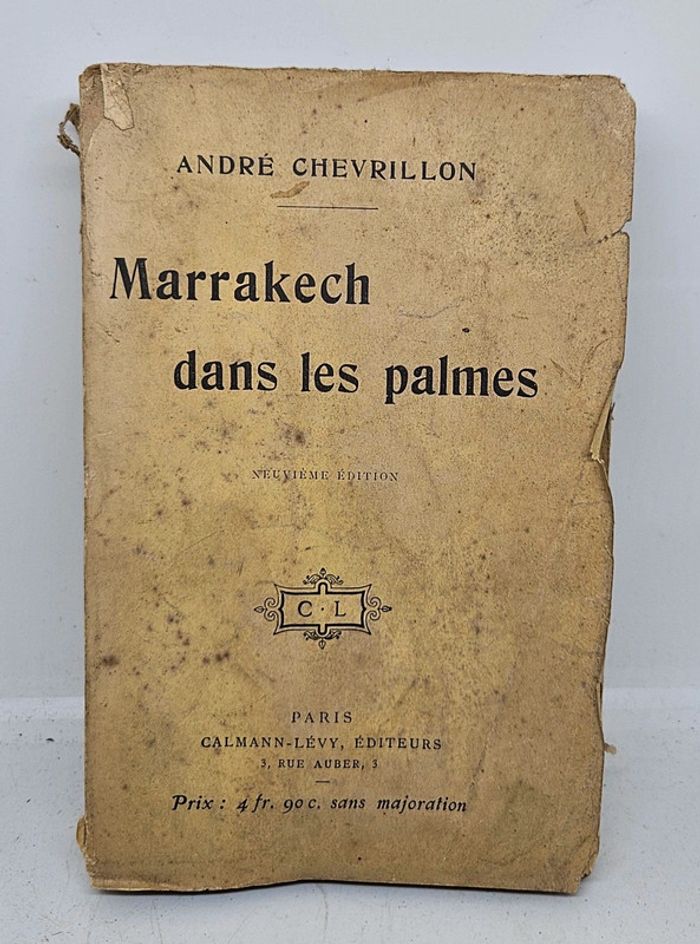 ANDRÉ CHEVRILLON
Marrakech
dans les palmes
NEUVIÈME ÉDITION
C · L
PARIS
CALMANN-LÉVY, ÉDITEURS
3, RUE AUBER, 3
Prix : 4 fr. 90 c. sans majoration